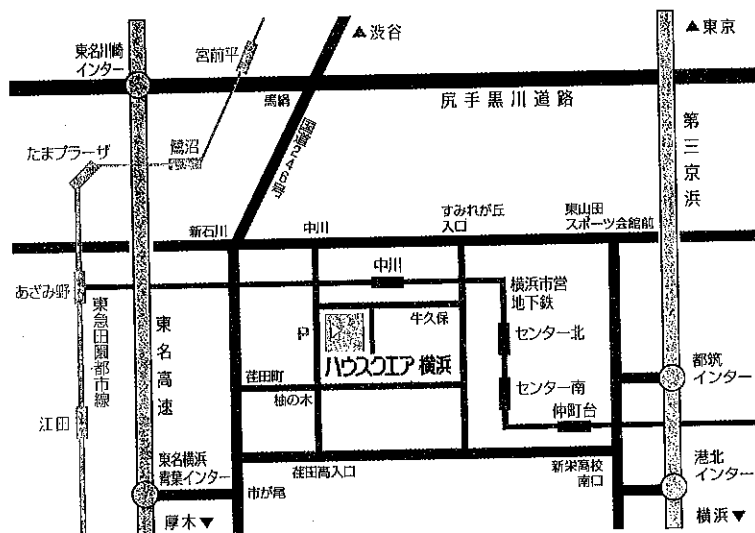 ▲渋谷
▲東京
東名川崎
インター
宮前平
馬絹
尻手黒川道路
第三京浜
国道246号
たまプラーザ
鷺沼
新石川
中川
すみれが丘
入口
東山田
スポーツ会館前
あざみ野
中川
横浜市営
地下鉄
東急田園都市線
東名高速
P
牛久保
センター北
ハウスクエア横浜
荏田町
柚の木
センター南
都筑
インター
江田
仲町台
東名横浜
青葉インター
荏田高入口
新栄高校
南口
港北
インター
市が尾
厚木▼
横浜▼